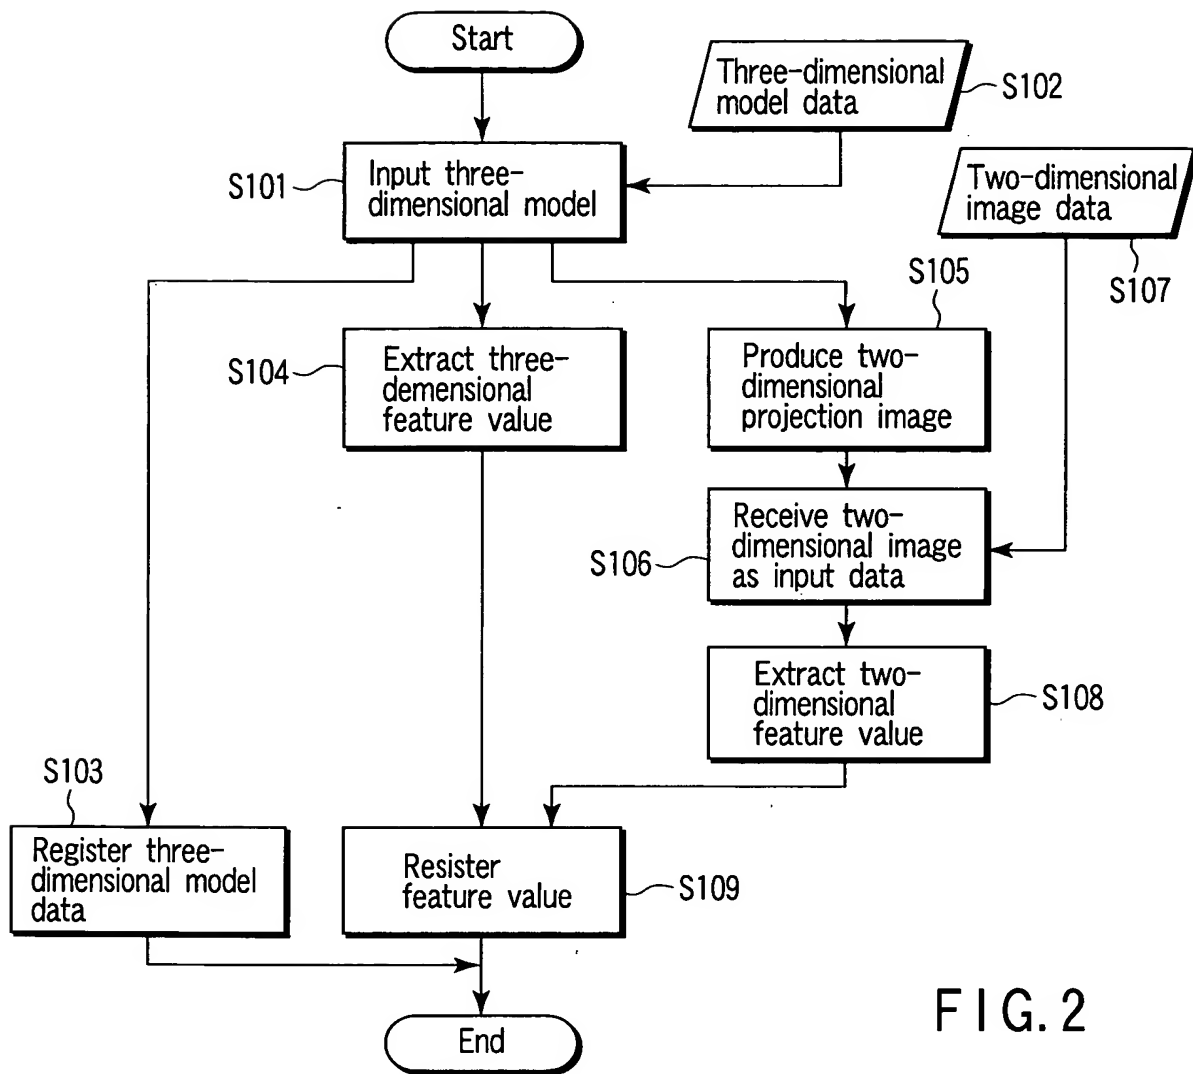 Start
Three-dimensional
model data
S102
S101
Input three-
dimensional model
Two-dimensional
image data
S107
S105
S104
Extract three-
demensional
feature value
Produce two-
dimensional
projection image
S106
Receive two-
dimensional image
as input data
Extract two-
dimensional
feature value
S108
S103
Register three-
dimensional model
data
Resister
feature value
S109
End
FIG. 2